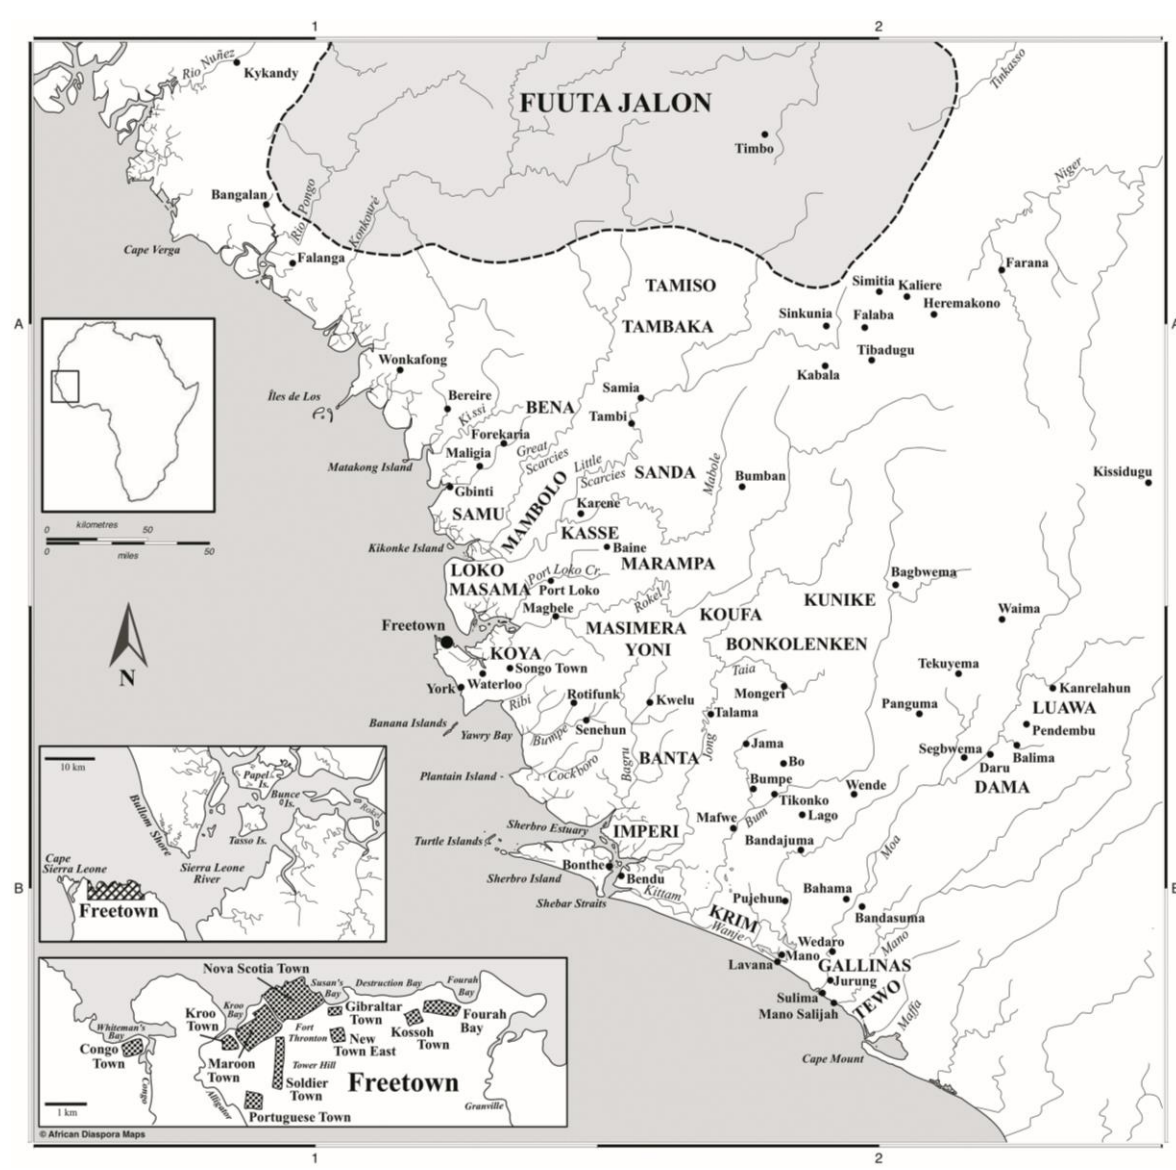 1
2
Rio Nuñez
Kykandy
Tinkasso
FUUTA JALON
Timbo
Niger
Bangalan
Rio Pongo
Konkouré
Cape Verga
Falanga
Farana
TAMISO
Simitia
Kaliere
Heremakono
Sinkunia
Falaba
A
TAMBAKA
A
Tibadugu
Wonkafong
Kabala
Îles de Los
Bereire
Samia
Kissi
BENA
Tambi
Forekaria
Great
Scarcies
Maligia
Little
Scarcies
Matakong Island
SANDA
Mabole
Bumban
Kissidugu
Gbinti
MAMBOLO
Karene
SAMU
0
kilometres
50
0
miles
50
KASSE
Kikonke Island
Baine
MARAMPA
LOKO
MASAMA
Port Loko Cr.
Port Loko
Bagbwema
Rokel
KUNIKE
Magbele
KOUFA
Waima
Freetown
MASIMERA
YONI
BONKOLENKEN
N
KOYA
Songo Town
Taia
Tekuyema
York
Waterloo
Mongeri
Kanrelahun
Ribi
Rotifunk
Kwelu
Panguma
LUAWA
Talama
Banana Islands
Senehun
Pendembu
Yawry Bay
Bumpe
Jong
Jama
Segbwema
Balima
BANTA
Bagru
Bo
Daru
Plantain Island
Cockboro
Bumpe
Wende
DAMA
Tikonko
Lago
Sherbro Estuary
IMPERI
Mafwe
Bum
Turtle Islands
Bandajuma
Moa
Bonthe
Sherbro Island
Bendu
Bahama
B
B
Kittam
Pujehun
Shebar Straits
Bandasuma
KRIM
Wanje
Wedaro
Mano
Mano
Lavana
GALLINAS
Jurung
Sulima
Mano Salijah
TEWO
Maffa
Cape Mount
10 km
Papel
Is.
Bunce
Is.
Rokel
Bullom Shore
Tasso Is.
Cape
Sierra Leone
Sierra Leone
River
Freetown
Nova Scotia Town
Susan's
Bay
Destruction Bay
Fourah
Bay
Kroo
Bay
Kroo
Town
Gibraltar
Town
Fourah
Bay
Whiteman's
Bay
Fort
Thronton
Kossoh
Town
Congo
Town
New
Town East
Maroon
Town
Tower Hill
Soldier
Town
Freetown
Congo
Alligator
Granville
1 km
Portuguese Town
© African Diaspora Maps
1
2